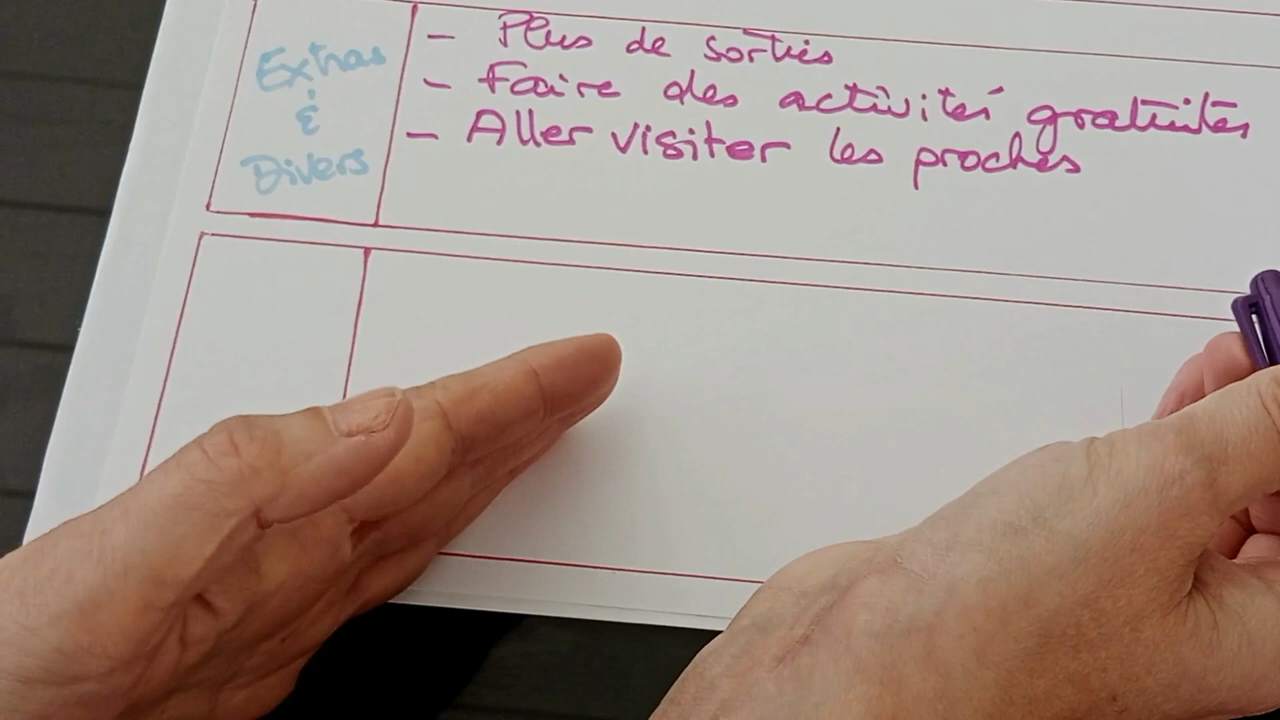 Extras
&
Divers
- Plus de sorties
- Faire des activités gratuites
- Aller visiter les proches